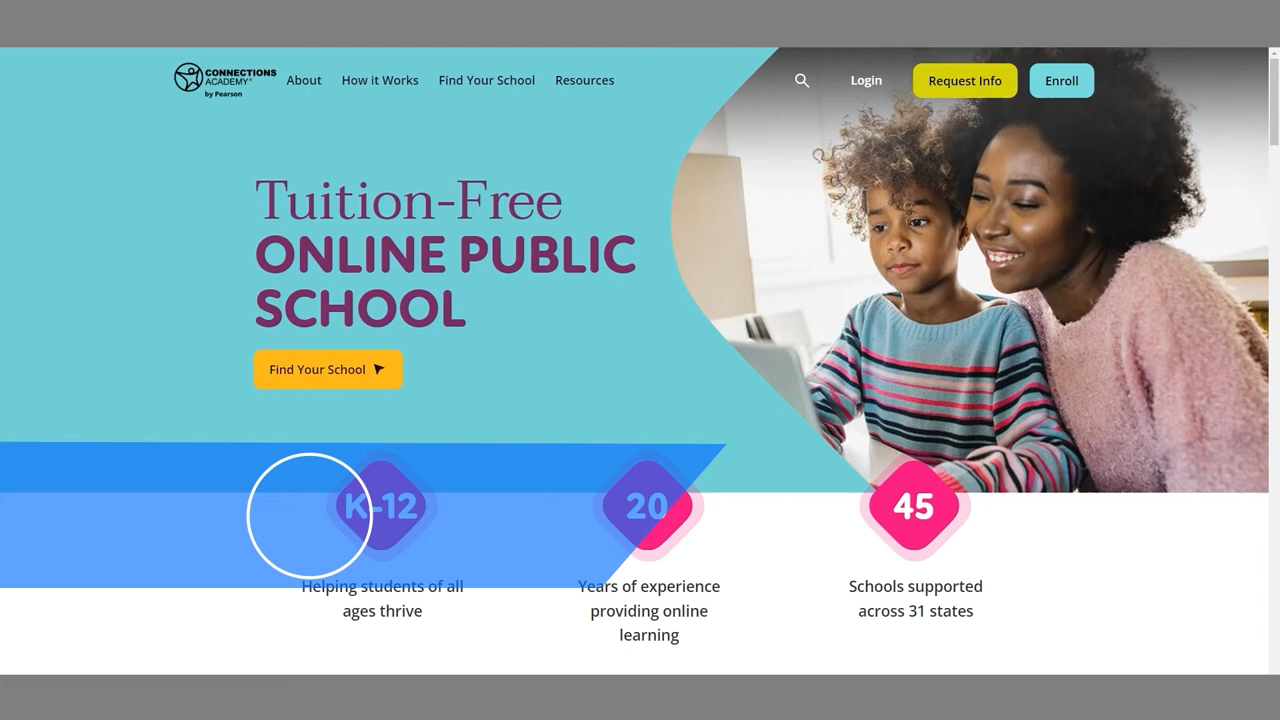 CONNECTIONS
ACADEMY®
by Pearson
About How it Works Find Your School Resources Login Request Info Enroll
Tuition-Free
ONLINE PUBLIC
SCHOOL
Find Your School
K-12 20 45
Helping students of all
ages thrive
Years of experience
providing online
learning
Schools supported
across 31 states